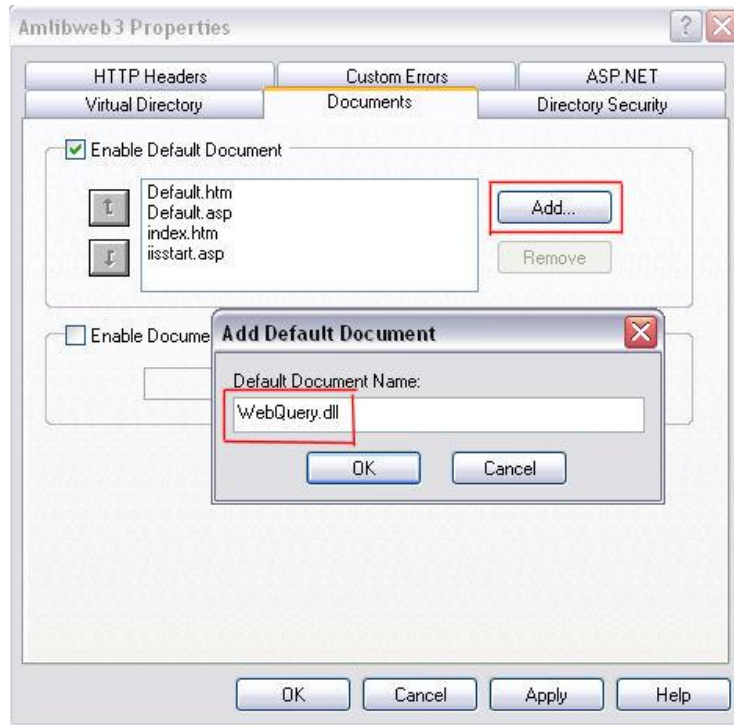 Amlibweb3 Properties
HTTP Headers Custom Errors ASP.NET
Virtual Directory Documents Directory Security
Enable Default Document
Default.htm
Default.asp
index.htm
iisstart.asp
Add...
Remove
Enable Docume
Add Default Document
Default Document Name:
WebQuery.dll
OK Cancel
OK Cancel Apply Help